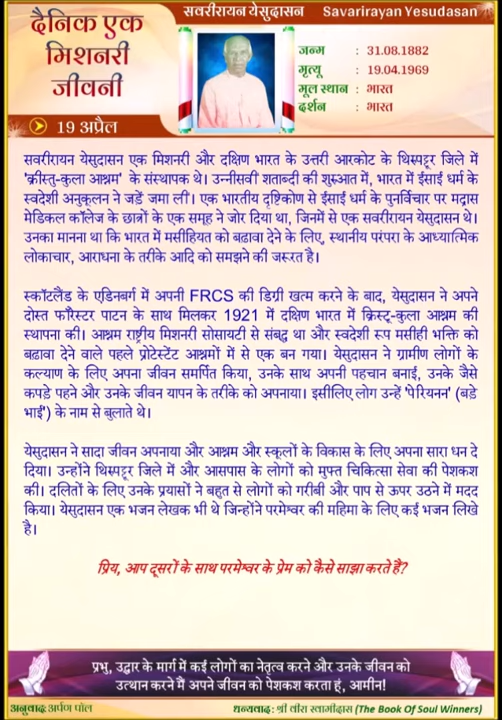 दैनिक एक
मिशनरी
जीवनी
19 अप्रैल
सवरीरायन येसुदासन Savarirayan Yesudasan
जन्म : 31.08.1882
मृत्यू : 19.04.1969
मूल स्थान : भारत
दर्शन : भारत
सवरीरायन येसुदासन एक मिशनरी और दक्षिण भारत के उत्तरी आरकोट के थिरुपट्टूर जिले में
'क्रीस्तु-कुला आश्रम' के संस्थापक थे। उन्नीसवीं शताब्दी की शुरुआत में, भारत में ईसाई धर्म के
स्वदेशी अनुकूलन ने जड़ें जमा ली। एक भारतीय दृष्टिकोण से ईसाई धर्म के पुनर्विचार पर मद्रास
मेडिकल कॉलेज के छात्रों के एक समूह ने जोर दिया था, जिनमें से एक सवरीरायन येसुदासन थे।
उनका मानना था कि भारत में मसीहियत को बढ़ावा देने के लिए, स्थानीय परंपरा के आध्यात्मिक
लोकाचार, आराधना के तरीके आदि को समझने की जरूरत है।
स्कॉटलैंड के एडिनबर्ग में अपनी FRCS की डिग्री खत्म करने के बाद, येसुदासन ने अपने
दोस्त फॉरेस्टर पाटन के साथ मिलकर 1921 में दक्षिण भारत में क्रिस्टू-कुला आश्रम की
स्थापना की। आश्रम राष्ट्रीय मिशनरी सोसायटी से संबद्ध था और स्वदेशी रूप मसीही भक्ति को
बढ़ावा देने वाले पहले प्रोटेस्टेंट आश्रमों में से एक बन गया। येसुदासन ने ग्रामीण लोगों के
कल्याण के लिए अपना जीवन समर्पित किया, उनके साथ अपनी पहचान बनाई, उनके जैसे
कपड़े पहने और उनके जीवन यापन के तरीके को अपनाया। इसीलिए लोग उन्हें 'पेरियनन' (बड़े
भाई') के नाम से बुलाते थे।
येसुदासन ने सादा जीवन अपनाया और आश्रम और स्कूलों के विकास के लिए अपना सारा धन दे
दिया। उन्होंने थिरुपट्टूर जिले में और आसपास के लोगों को मुफ्त चिकित्सा सेवा की पेशकश
की। दलितों के लिए उनके प्रयासों ने बहुत से लोगों को गरीबी और पाप से ऊपर उठने में मदद
किया। येसुदासन एक भजन लेखक भी थे जिन्होंने परमेश्वर की महिमा के लिए कई भजन लिखे
है।
प्रिय, आप दूसरों के साथ परमेश्वर के प्रेम को कैसे साझा करते हैं?
प्रभु, उद्धार के मार्ग में कई लोगों का नेतृत्व करने और उनके जीवन को
उत्थान करने मैं अपने जीवन को पेशकश करता हूं, आमीन!
अनुवाद: अर्पण पॉल धन्यवाद: श्री वीरा स्वामीदास (The Book Of Soul Winners)